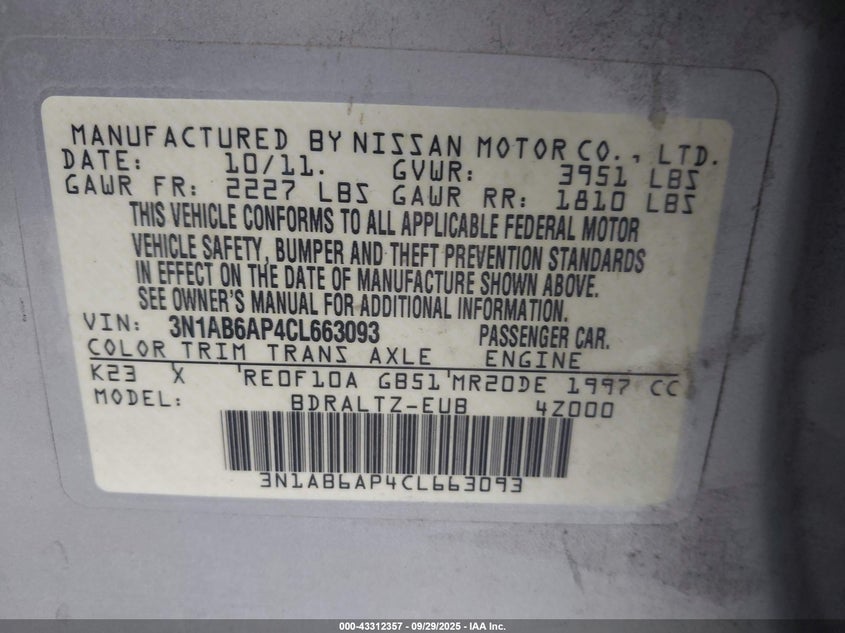 MANUFACTURED BY NISSAN MOTOR CO., LTD.
DATE: 10/11. GVWR: 3951 LBS
GAWR FR: 2227 LBS GAWR RR: 1810 LBS
THIS VEHICLE CONFORMS TO ALL APPLICABLE FEDERAL MOTOR
VEHICLE SAFETY, BUMPER AND THEFT PREVENTION STANDARDS
IN EFFECT ON THE DATE OF MANUFACTURE SHOWN ABOVE.
SEE OWNER'S MANUAL FOR ADDITIONAL INFORMATION.
VIN: 3N1AB6AP4CL663093 PASSENGER CAR.
COLOR TRIM TRANS AXLE ENGINE
K23 X 'RE0F10A GB51'MR20DE 1997 CC
MODEL: BDRALTZ-EUB 4Z000
3N1AB6AP4CL663093
000-43312357 - 09/29/2025 - IAA Inc.